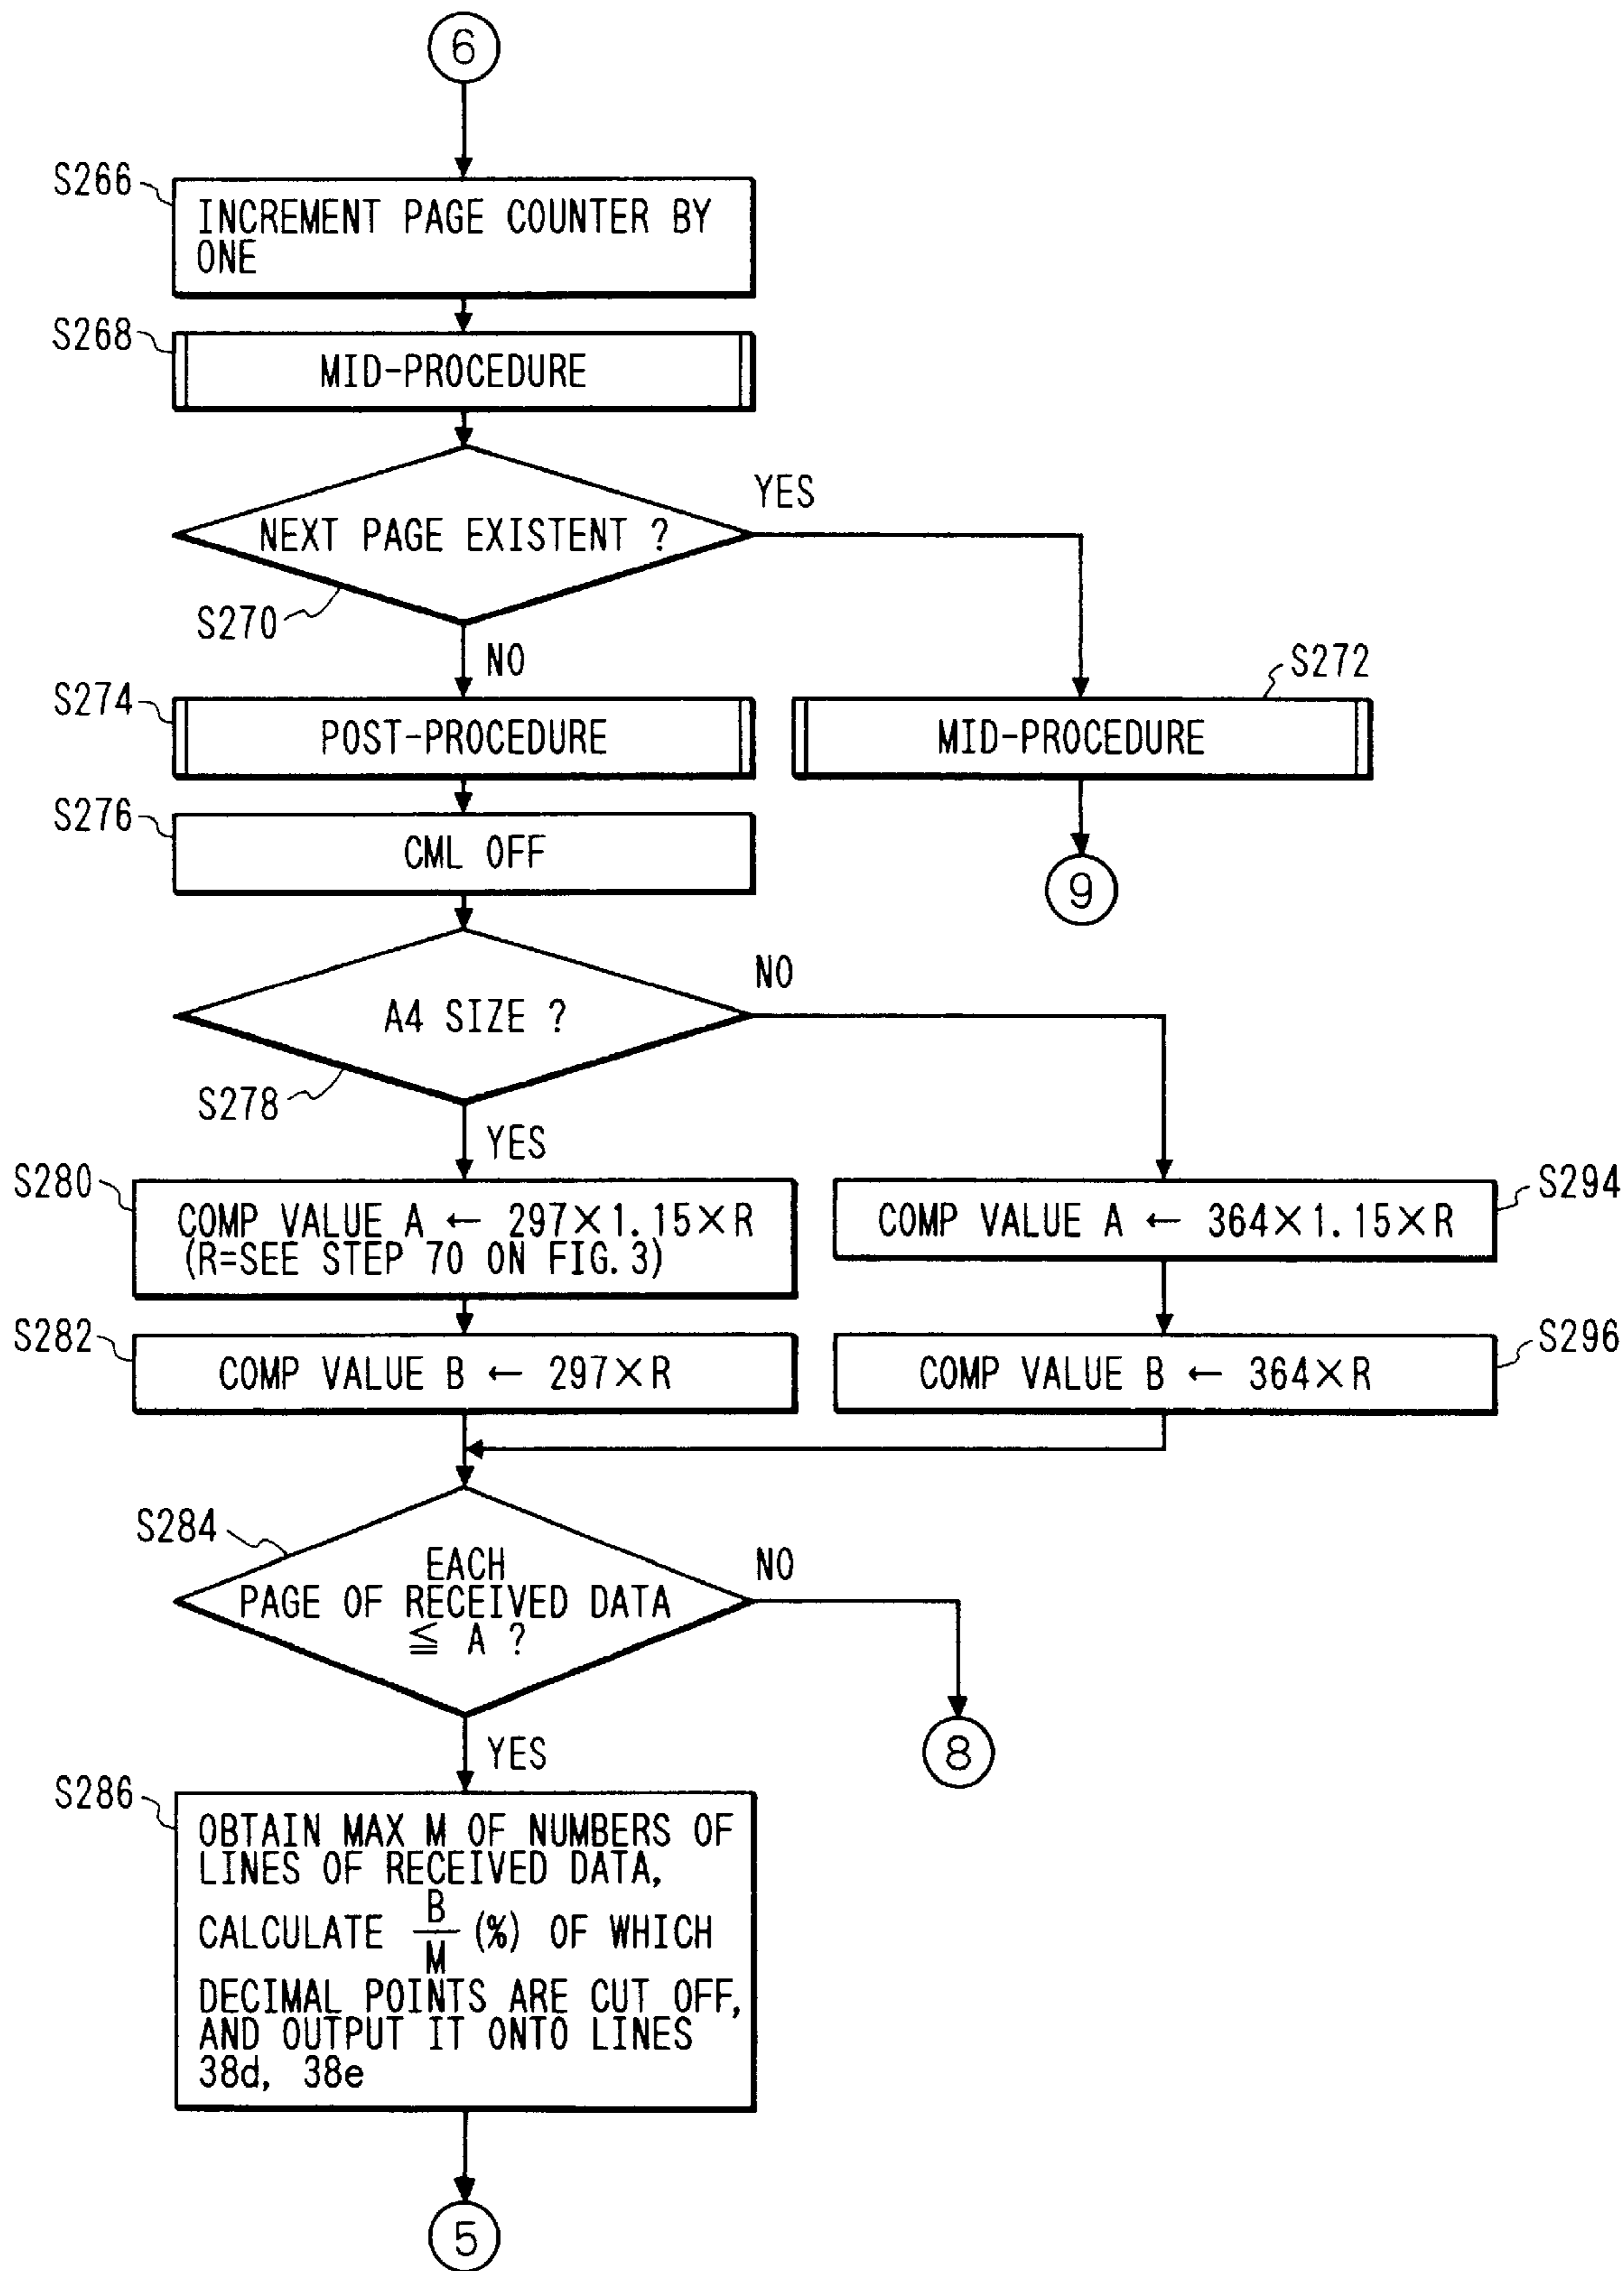 6
S266
INCREMENT PAGE COUNTER BY
ONE
S268
MID-PROCEDURE
NEXT PAGE EXISTENT ?
YES
S270
NO
S274
POST-PROCEDURE
S272
MID-PROCEDURE
S276
CML OFF
9
A4 SIZE ?
NO
S278
YES
S280
COMP VALUE A ← 297×1.15×R
(R=SEE STEP 70 ON FIG.3)
S294
COMP VALUE A ← 364×1.15×R
S282
COMP VALUE B ← 297×R
S296
COMP VALUE B ← 364×R
S284
EACH
PAGE OF RECEIVED DATA
≦ A ?
NO
8
YES
S286
OBTAIN MAX M OF NUMBERS OF
LINES OF RECEIVED DATA,
CALCULATE B/M (%) OF WHICH
DECIMAL POINTS ARE CUT OFF,
AND OUTPUT IT ONTO LINES
38d, 38e
5